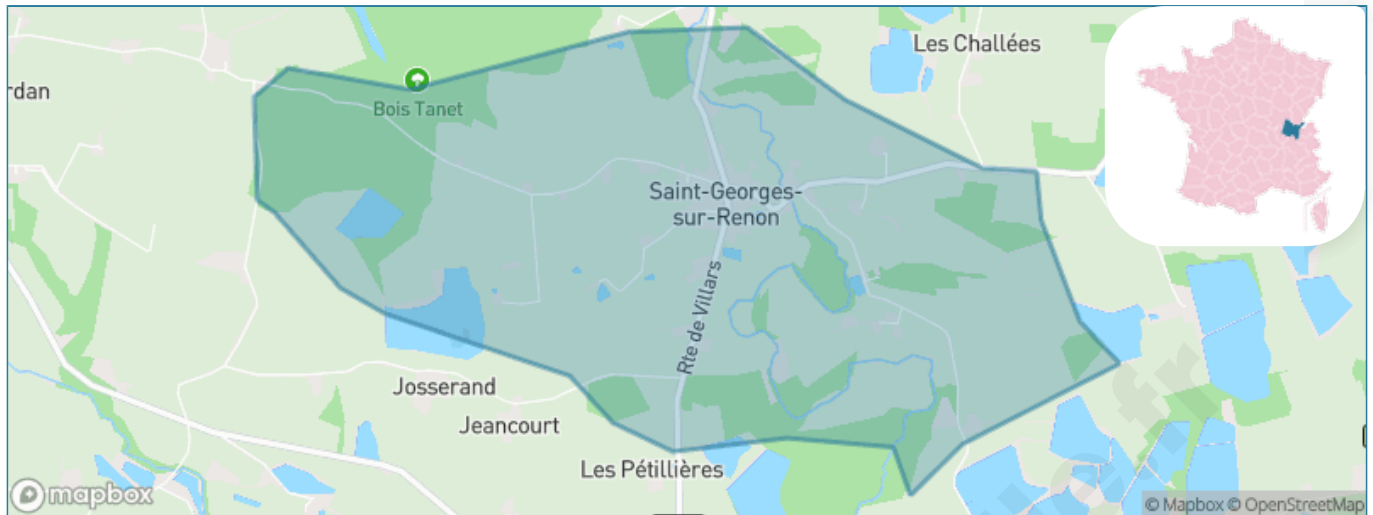 Les Challées
rdan
Bois Tanet
Saint-Georges-
sur-Renon
Rte de Villars
Josserand
Jeancourt
Les Pétillières
mapbox
© Mapbox © OpenStreetMap